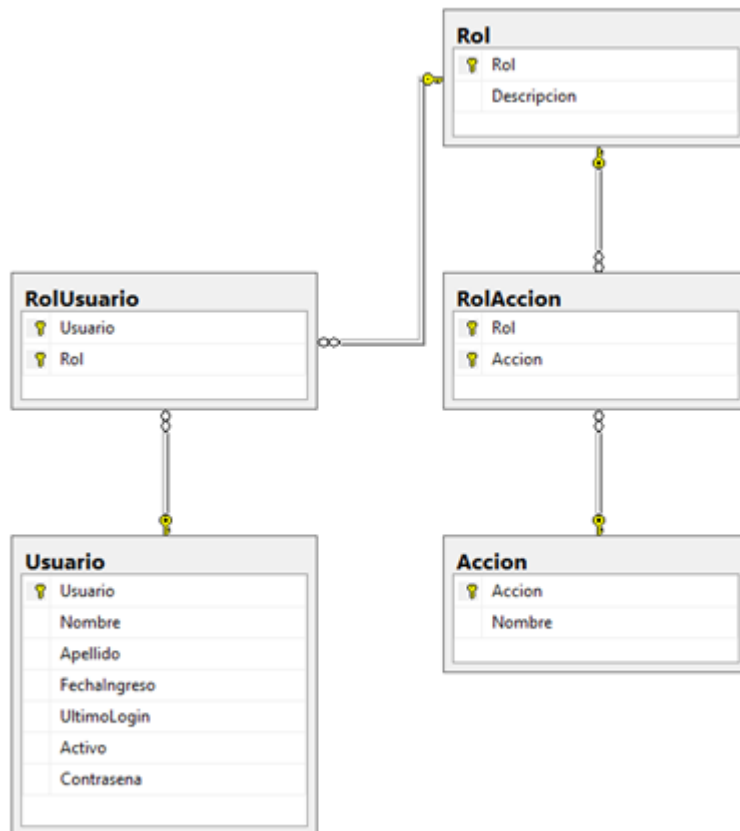 Rol
Rol
Descripcion
RolUsuario
Usuario
Rol
RolAccion
Rol
Accion
Usuario
Usuario
Nombre
Apellido
FechaIngreso
UltimoLogin
Activo
Contrasena
Accion
Accion
Nombre